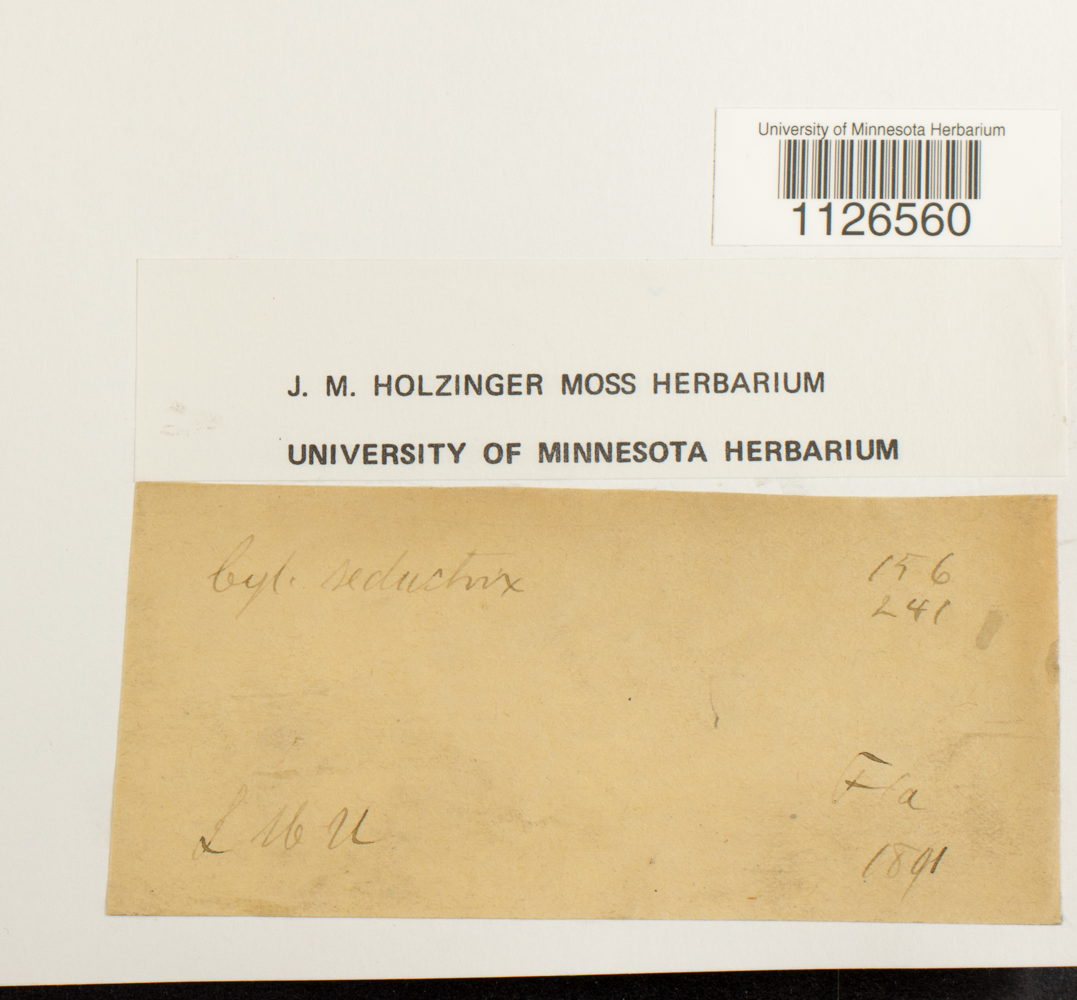 University of Minnesota Herbarium
1126560
J. M. HOLZINGER MOSS HERBARIUM
UNIVERSITY OF MINNESOTA HERBARIUM
Cyl. seductrix
156
241
Fla
L M U
1891